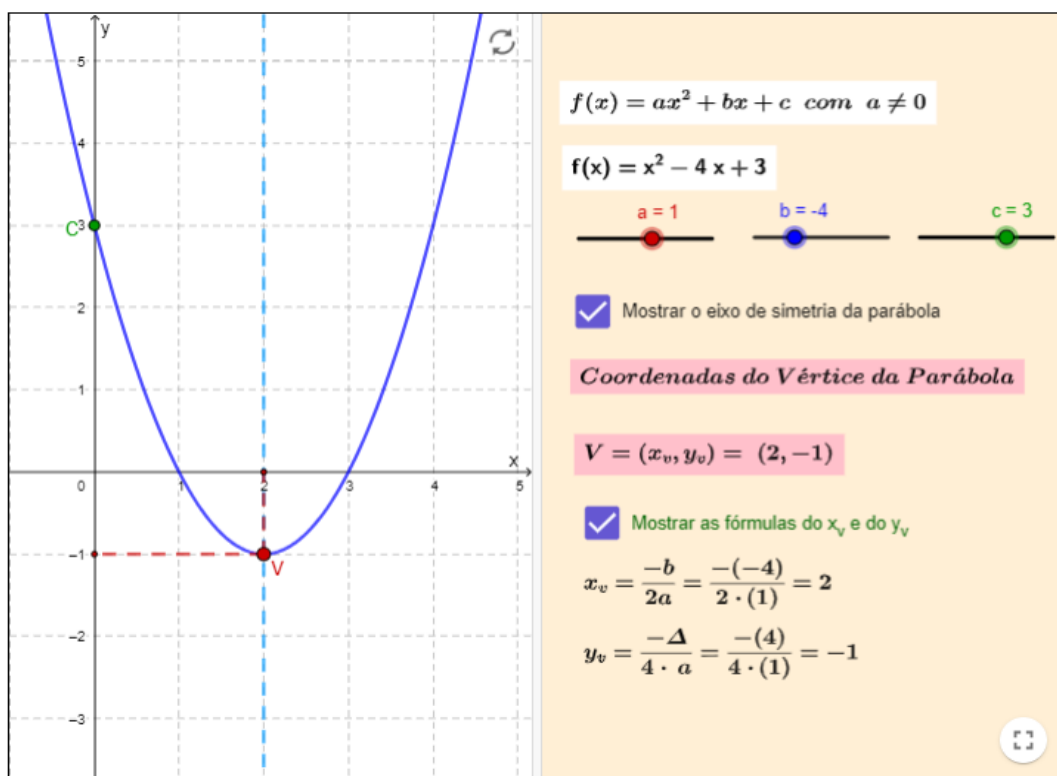 y
5
4
C 3
2
1
x
0 1 2 3 4 5
−1
V
−2
−3
f(x) = ax² + bx + c com a ≠ 0
f(x) = x² − 4 x + 3
a = 1 b = -4 c = 3
Mostrar o eixo de simetria da parábola
Coordenadas do Vértice da Parábola
V = (xᵥ, yᵥ) = (2, −1)
Mostrar as fórmulas do xᵥ e do yᵥ
xᵥ = −b / 2a = −(−4) / 2 · (1) = 2
yᵥ = −Δ / 4 · a = −(4) / 4 · (1) = −1